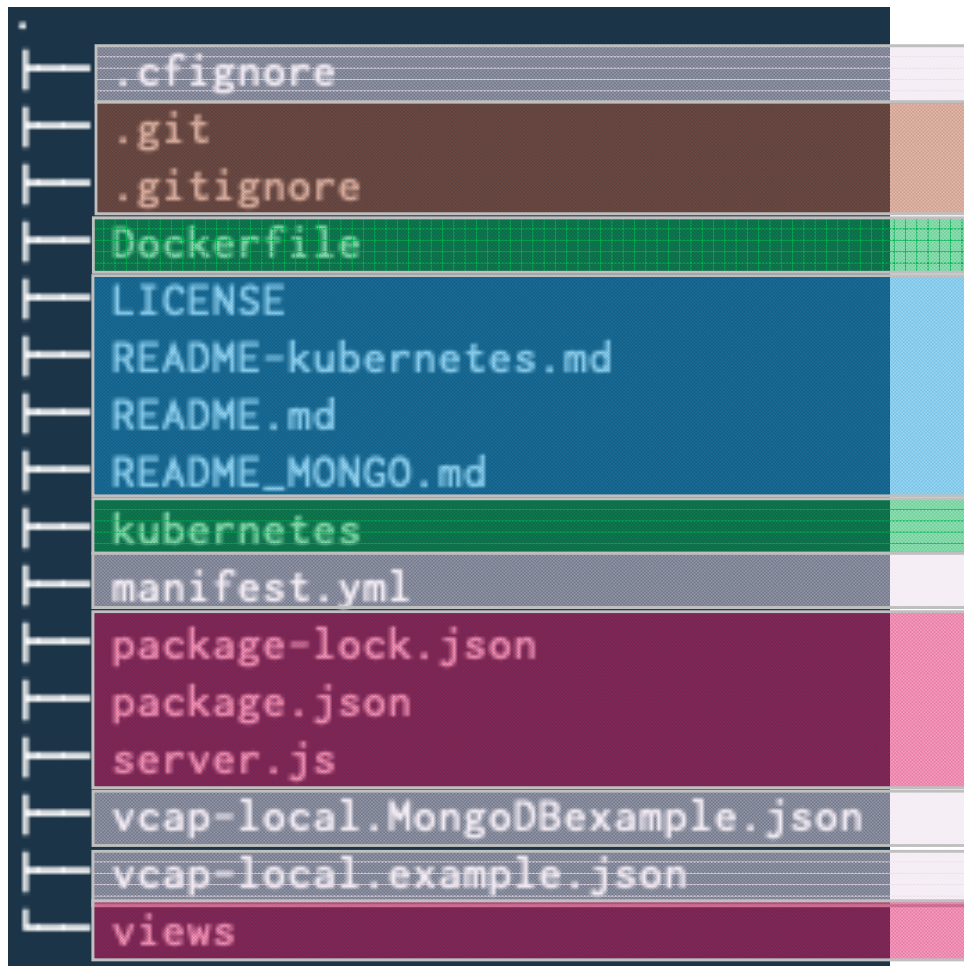 .
├── .cfignore
├── .git
├── .gitignore
├── Dockerfile
├── LICENSE
├── README-kubernetes.md
├── README.md
├── README_MONGO.md
├── kubernetes
├── manifest.yml
├── package-lock.json
├── package.json
├── server.js
├── vcap-local.MongoDBexample.json
├── vcap-local.example.json
└── views